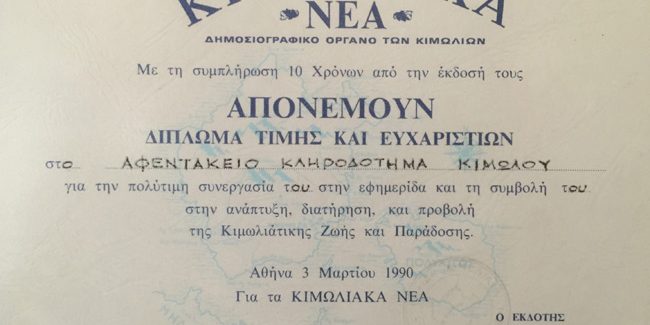 ΚΙΜΩΛΙΑΚΑ
ΝΕΑ
ΔΗΜΟΣΙΟΓΡΑΦΙΚΟ ΟΡΓΑΝΟ ΤΩΝ ΚΙΜΩΛΙΩΝ
Με τη συμπλήρωση 10 Χρόνων από την έκδοσή τους
ΑΠΟΝΕΜΟΥΝ
ΔΙΠΛΩΜΑ ΤΙΜΗΣ ΚΑΙ ΕΥΧΑΡΙΣΤΙΩΝ
στο ΑΦΕΝΤΑΚΕΙΟ ΚΛΗΡΟΔΟΤΗΜΑ ΚΙΜΩΛΟΥ
για την πολύτιμη συνεργασία του στην εφημερίδα και τη συμβολή του
στην ανάπτυξη, διατήρηση, και προβολή
της Κιμωλιάτικης Ζωής και Παράδοσης.
Αθήνα 3 Μαρτίου 1990
Για τα ΚΙΜΩΛΙΑΚΑ ΝΕΑ
Ο ΕΚΔΟΤΗΣ